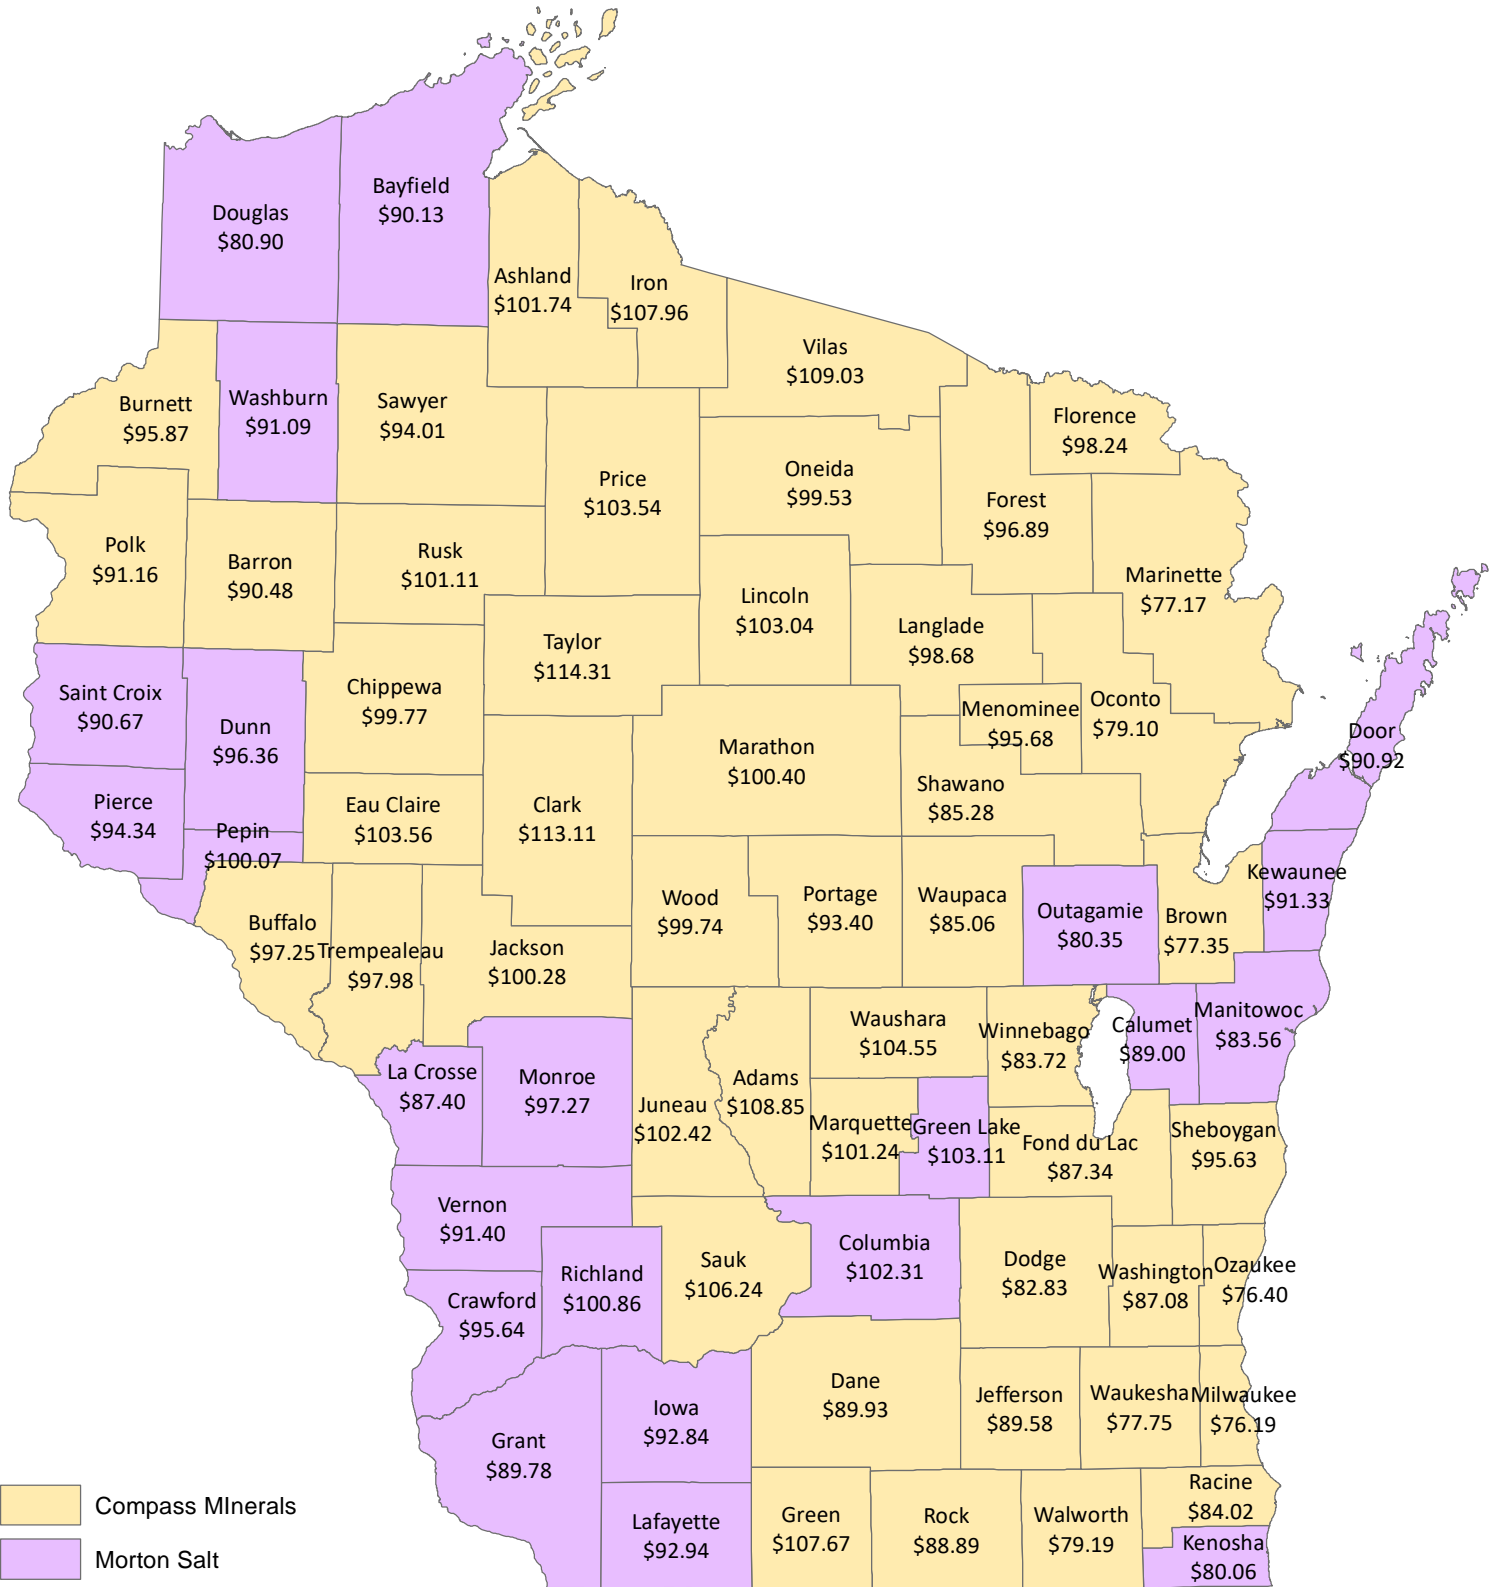 Douglas
$80.90
Bayfield
$90.13
Ashland
$101.74
Iron
$107.96
Vilas
$109.03
Burnett
$95.87
Washburn
$91.09
Sawyer
$94.01
Price
$103.54
Oneida
$99.53
Forest
$96.89
Florence
$98.24
Marinette
$77.17
Polk
$91.16
Barron
$90.48
Rusk
$101.11
Lincoln
$103.04
Langlade
$98.68
Taylor
$114.31
Saint Croix
$90.67
Dunn
$96.36
Chippewa
$99.77
Marathon
$100.40
Menominee
$95.68
Oconto
$79.10
Door
$90.92
Shawano
$85.28
Pierce
$94.34
Pepin
$100.07
Eau Claire
$103.56
Clark
$113.11
Wood
$99.74
Portage
$93.40
Waupaca
$85.06
Outagamie
$80.35
Brown
$77.35
Kewaunee
$91.33
Buffalo
$97.25
Trempealeau
$97.98
Jackson
$100.28
Waushara
$104.55
Winnebago
$83.72
Calumet
$89.00
Manitowoc
$83.56
La Crosse
$87.40
Monroe
$97.27
Juneau
$102.42
Adams
$108.85
Marquette
$101.24
Green Lake
$103.11
Fond du Lac
$87.34
Sheboygan
$95.63
Vernon
$91.40
Richland
$100.86
Sauk
$106.24
Columbia
$102.31
Dodge
$82.83
Washington
$87.08
Ozaukee
$76.40
Crawford
$95.64
Dane
$89.93
Jefferson
$89.58
Waukesha
$77.75
Milwaukee
$76.19
Iowa
$92.84
Grant
$89.78
Lafayette
$92.94
Green
$107.67
Rock
$88.89
Walworth
$79.19
Racine
$84.02
Kenosha
$80.06
Compass MInerals
Morton Salt